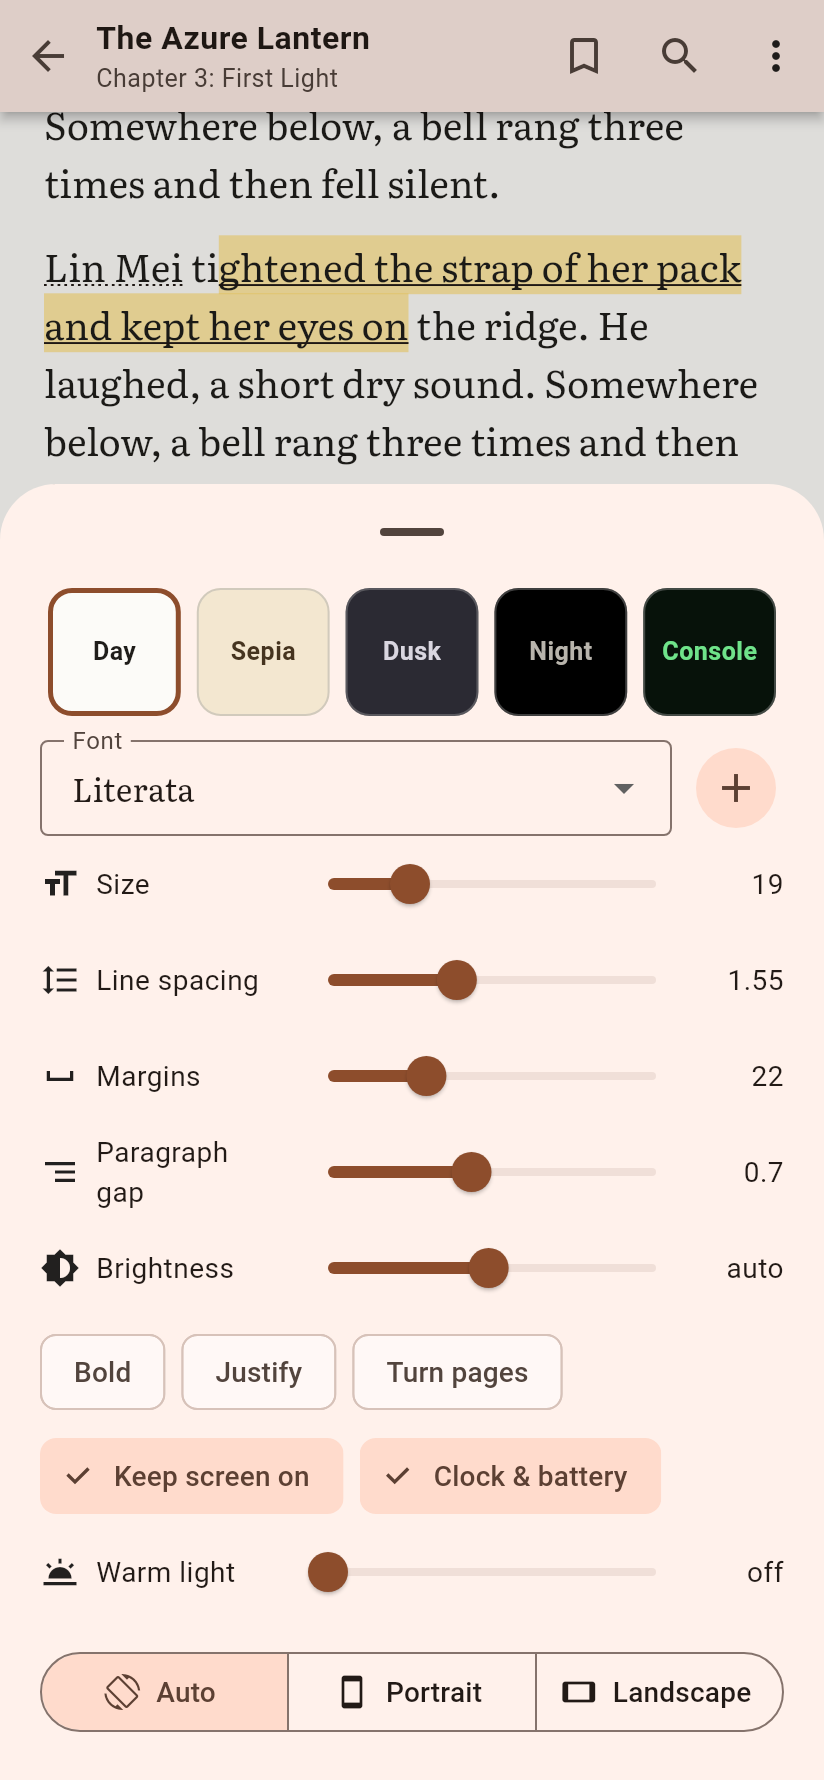 The Azure Lantern
Chapter 3: First Light
Somewhere below, a bell rang three
times and then fell silent.
Lin Mei tightened the strap of her pack
and kept her eyes on the ridge. He
laughed, a short dry sound. Somewhere
below, a bell rang three times and then
Day
Sepia
Dusk
Night
Console
Font
Literata
Size
19
Line spacing
1.55
Margins
22
Paragraph
gap
0.7
Brightness
auto
Bold
Justify
Turn pages
Keep screen on
Clock & battery
Warm light
off
Auto
Portrait
Landscape